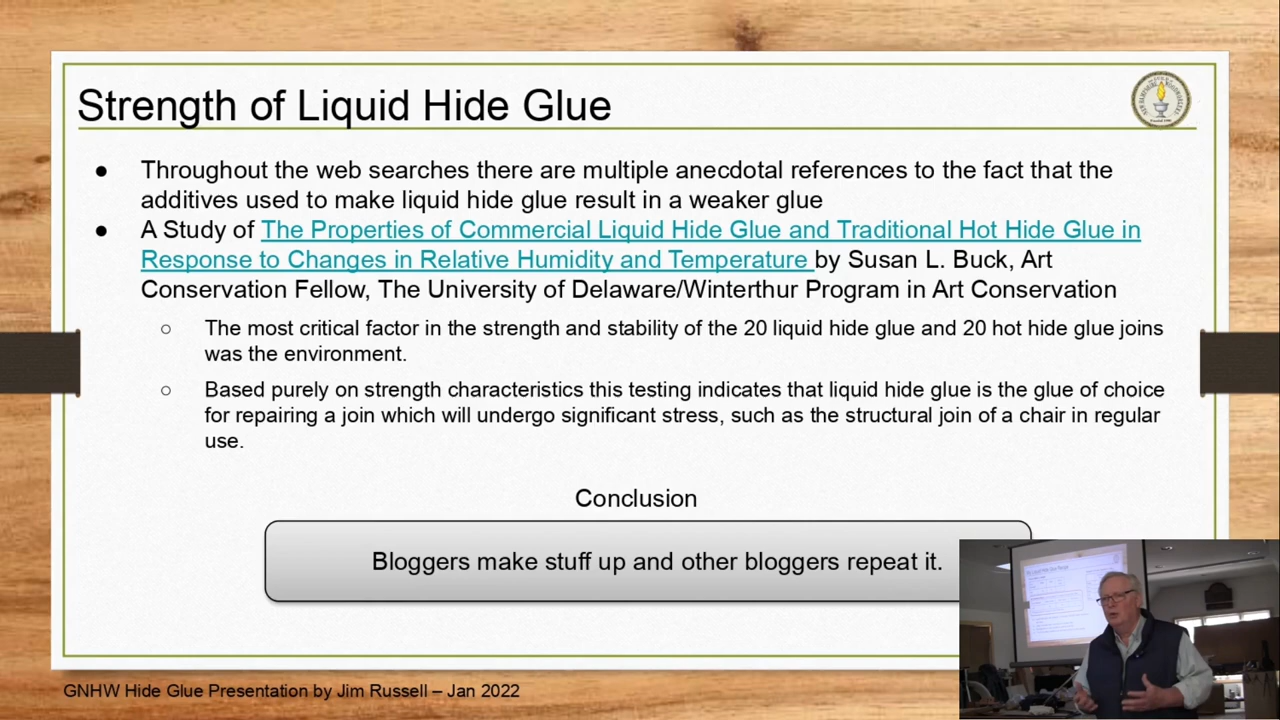 Strength of Liquid Hide Glue
● Throughout the web searches there are multiple anecdotal references to the fact that the
additives used to make liquid hide glue result in a weaker glue
● A Study of The Properties of Commercial Liquid Hide Glue and Traditional Hot Hide Glue in
Response to Changes in Relative Humidity and Temperature by Susan L. Buck, Art
Conservation Fellow, The University of Delaware/Winterthur Program in Art Conservation
○ The most critical factor in the strength and stability of the 20 liquid hide glue and 20 hot hide glue joins
was the environment.
○ Based purely on strength characteristics this testing indicates that liquid hide glue is the glue of choice
for repairing a join which will undergo significant stress, such as the structural join of a chair in regular
use.
Conclusion
Bloggers make stuff up and other bloggers repeat it.
GNHW Hide Glue Presentation by Jim Russell – Jan 2022